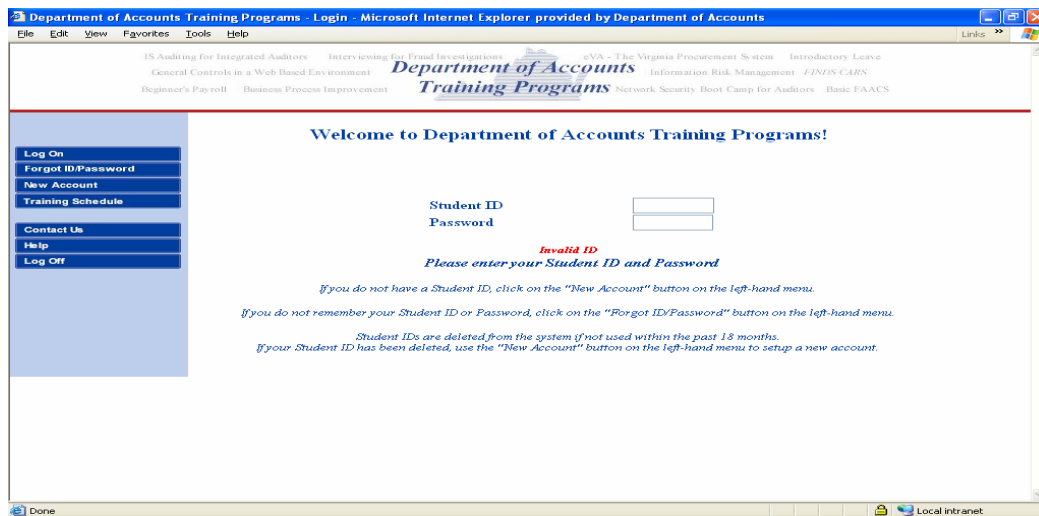 Department of Accounts Training Programs - Login - Microsoft Internet Explorer provided by Department of Accounts
File Edit View Favorites Tools Help Links »
IS Auditing for Integrated Auditors Interviewing for Fraud Investigations eVA - The Virginia Procurement System Introductory Leave
General Controls in a Web Based Environment Department of Accounts Information Risk Management FINDS CARS
Beginner's Payroll Business Process Improvement Training Programs Network Security Boot Camp for Auditors Basic FAACS
Welcome to Department of Accounts Training Programs!
Log On
Forgot ID/Password
New Account
Training Schedule
Contact Us
Help
Log Off
Student ID
Password
Invalid ID
Please enter your Student ID and Password
If you do not have a Student ID, click on the "New Account" button on the left-hand menu.
If you do not remember your Student ID or Password, click on the "Forgot ID/Password" button on the left-hand menu.
Student IDs are deleted from the system if not used within the past 18 months.
If your Student ID has been deleted, use the "New Account" button on the left-hand menu to setup a new account.
Done Local intranet